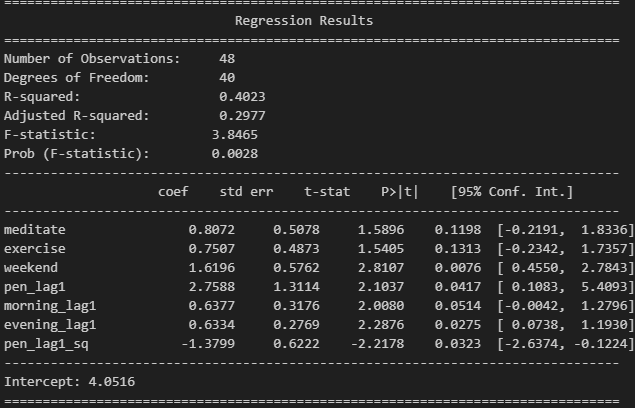 ================================================================================
Regression Results
================================================================================
Number of Observations: 48
Degrees of Freedom: 40
R-squared: 0.4023
Adjusted R-squared: 0.2977
F-statistic: 3.8465
Prob (F-statistic): 0.0028
--------------------------------------------------------------------------------
coef std err t-stat P>|t| [95% Conf. Int.]
--------------------------------------------------------------------------------
meditate 0.8072 0.5078 1.5896 0.1198 [-0.2191, 1.8336]
exercise 0.7507 0.4873 1.5405 0.1313 [-0.2342, 1.7357]
weekend 1.6196 0.5762 2.8107 0.0076 [ 0.4550, 2.7843]
pen_lag1 2.7588 1.3114 2.1037 0.0417 [ 0.1083, 5.4093]
morning_lag1 0.6377 0.3176 2.0080 0.0514 [-0.0042, 1.2796]
evening_lag1 0.6334 0.2769 2.2876 0.0275 [ 0.0738, 1.1930]
pen_lag1_sq -1.3799 0.6222 -2.2178 0.0323 [-2.6374, -0.1224]
--------------------------------------------------------------------------------
Intercept: 4.0516
================================================================================